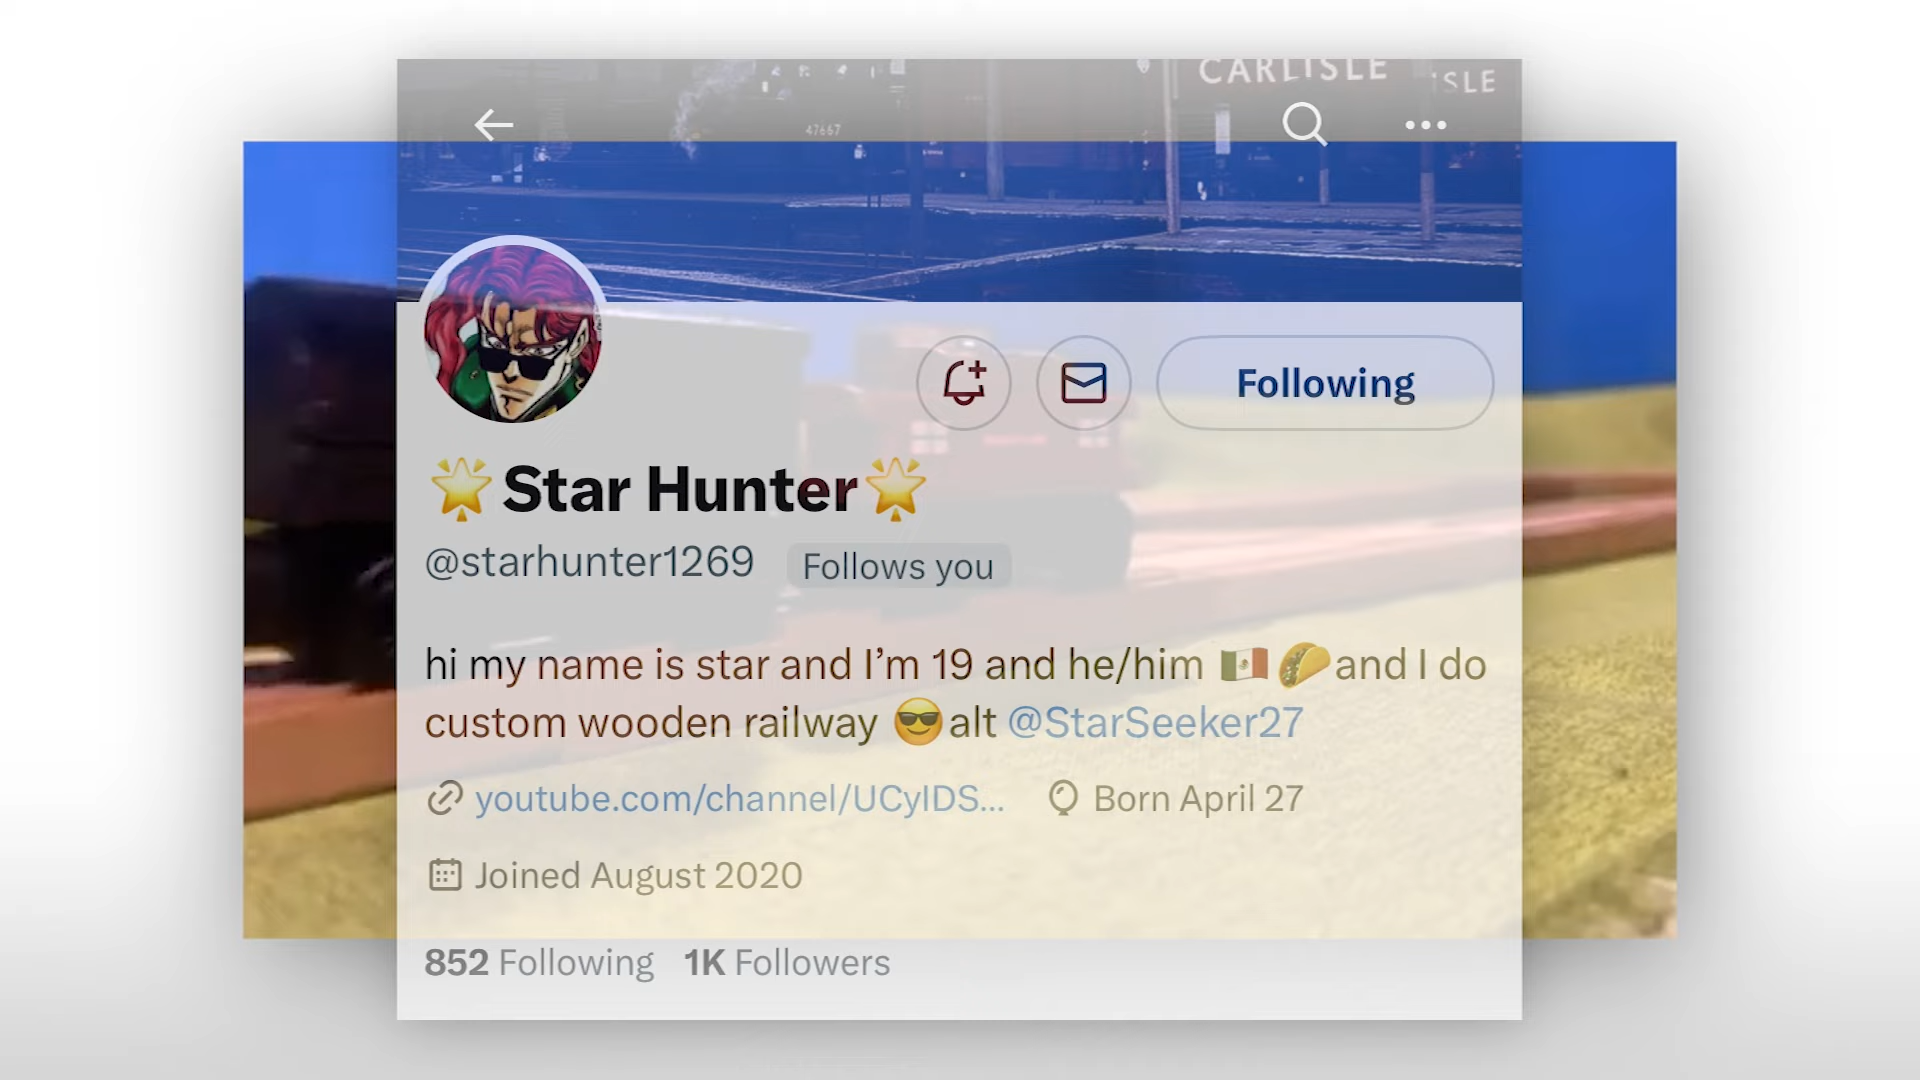 CARLISLE
ISLE
47667
Following
🌟Star Hunter🌟
@starhunter1269 Follows you
hi my name is star and I’m 19 and he/him 🇲🇽🌮and I do
custom wooden railway 😎alt @StarSeeker27
youtube.com/channel/UCyIDS... Born April 27
Joined August 2020
852 Following 1K Followers